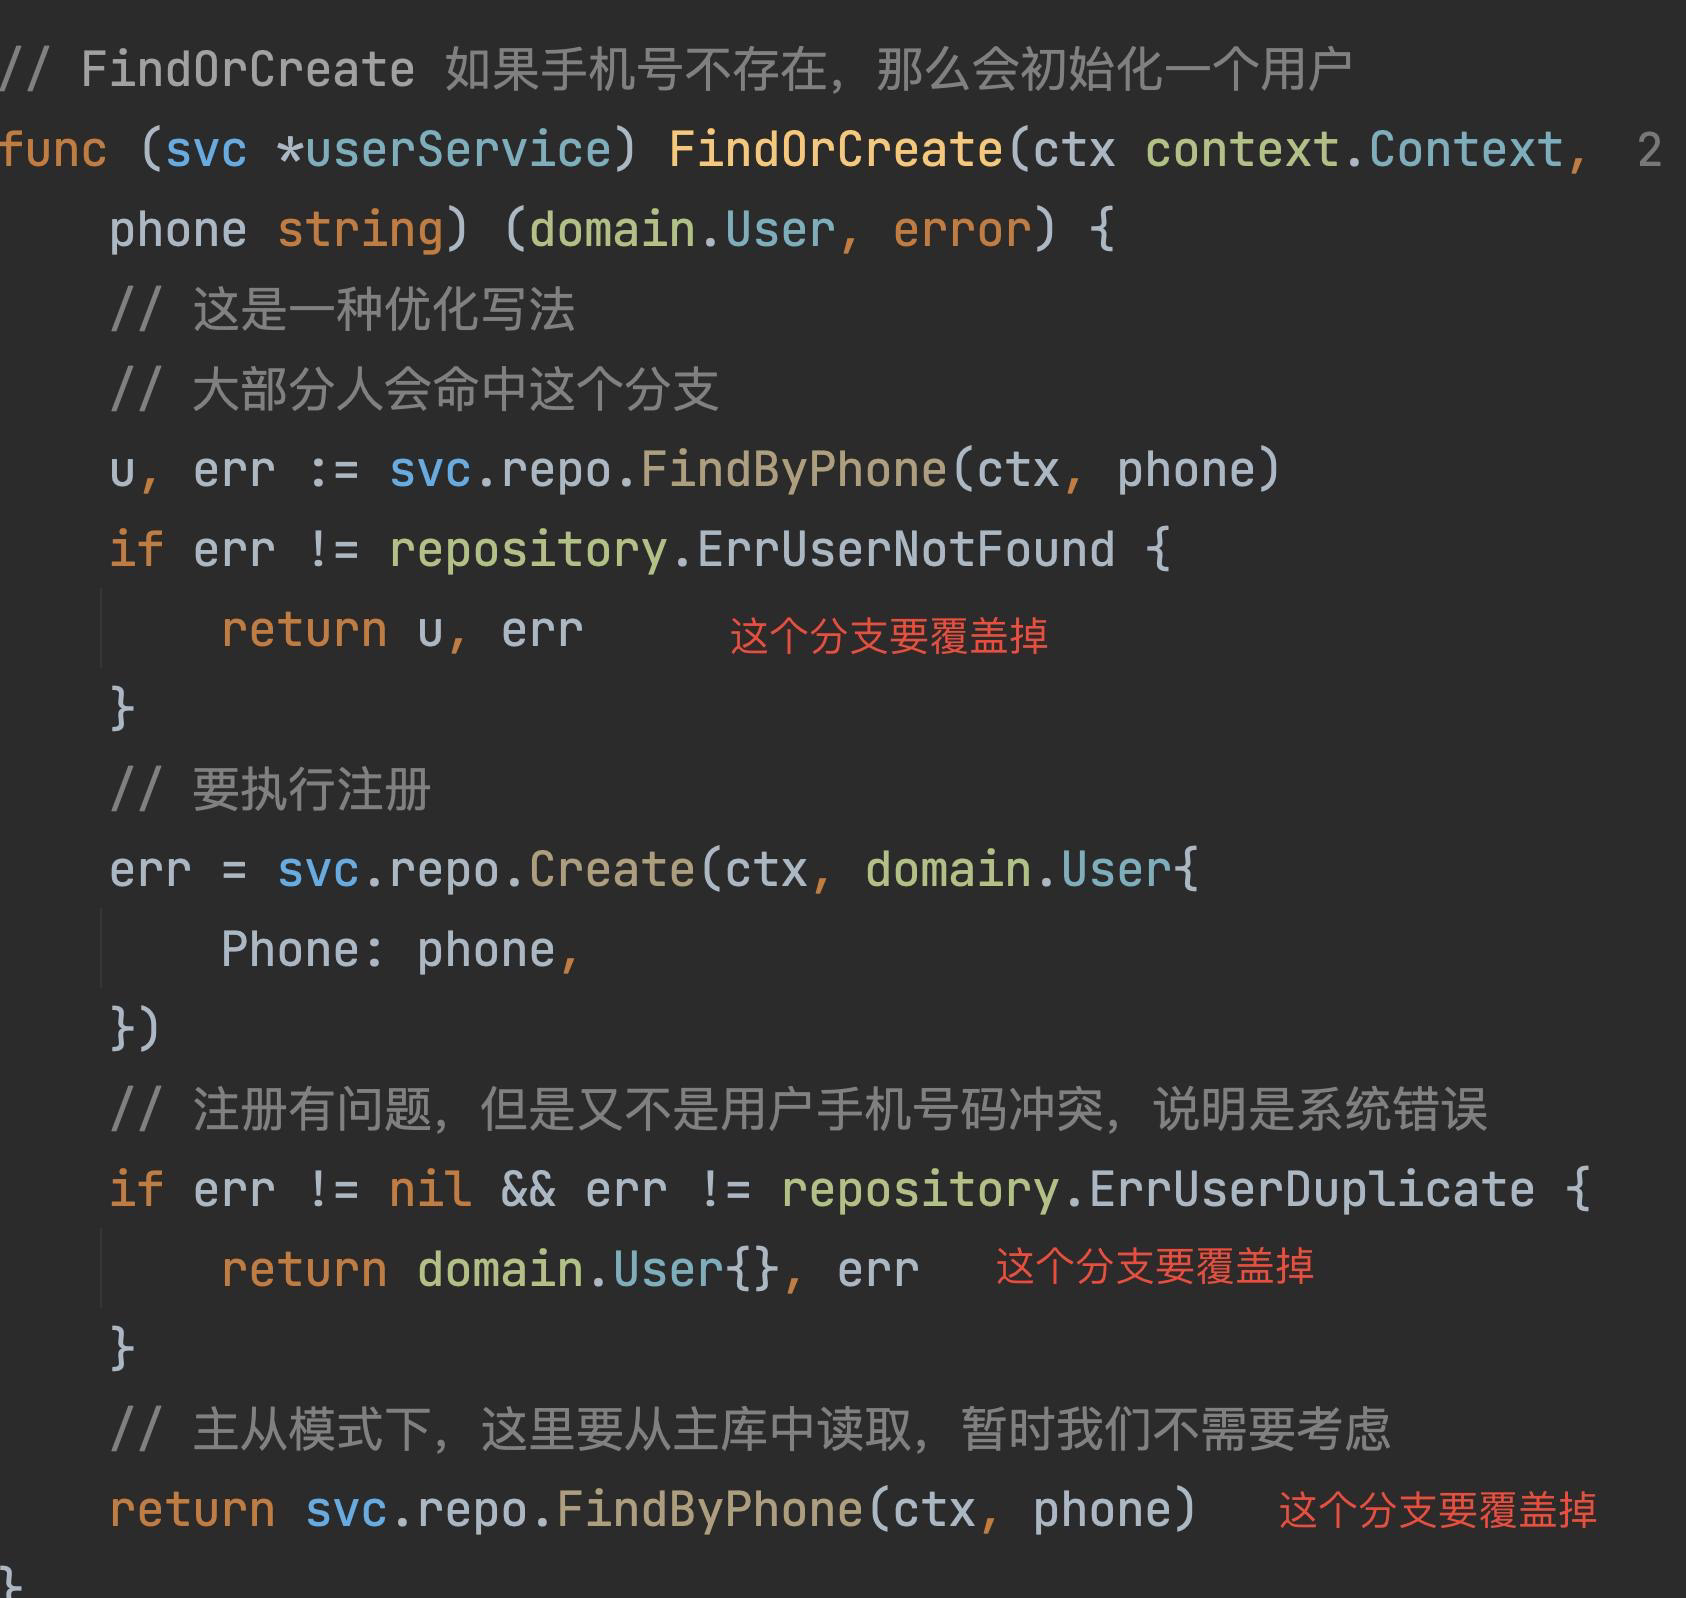 // FindOrCreate 如果手机号不存在，那么会初始化一个用户
func (svc *userService) FindOrCreate(ctx context.Context, 2
phone string) (domain.User, error) {
// 这是一种优化写法
// 大部分人会命中这个分支
u, err := svc.repo.FindByPhone(ctx, phone)
if err != repository.ErrUserNotFound {
return u, err 这个分支要覆盖掉
}
// 要执行注册
err = svc.repo.Create(ctx, domain.User{
Phone: phone,
})
// 注册有问题，但是又不是用户手机号码冲突，说明是系统错误
if err != nil && err != repository.ErrUserDuplicate {
return domain.User{}, err 这个分支要覆盖掉
}
// 主从模式下，这里要从主库中读取，暂时我们不需要考虑
return svc.repo.FindByPhone(ctx, phone) 这个分支要覆盖掉
}